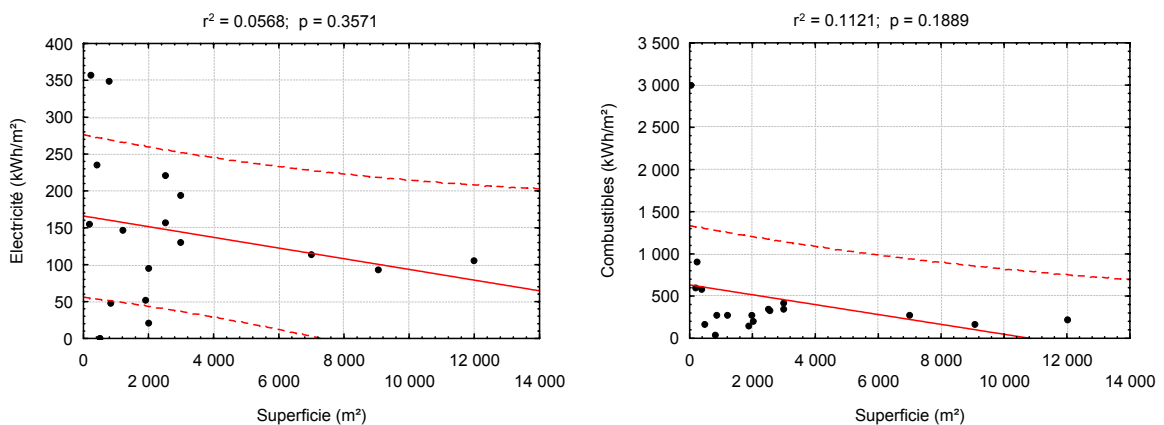 r² = 0.0568; p = 0.3571
400
350
300
250
200
150
100
50
0
Electricité (kWh/m²)
0 4 000 8 000 12 000
2 000 6 000 10 000 14 000
Superficie (m²)
r² = 0.1121; p = 0.1889
3 500
3 000
2 500
2 000
1 500
1 000
500
0
Combustibles (kWh/m²)
0 4 000 8 000 12 000
2 000 6 000 10 000 14 000
Superficie (m²)